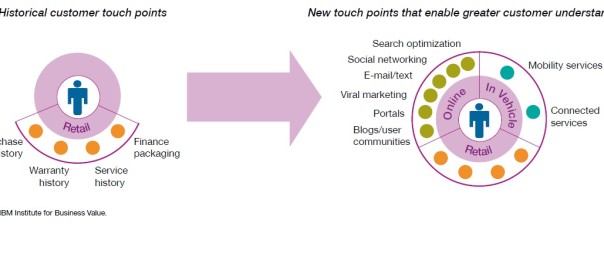 Historical customer touch points
Retail
chase
story
Warranty
history
Service
history
Finance
packaging
New touch points that enable greater customer understan
Search optimization
Social networking
E-mail/text
Viral marketing
Portals
Blogs/user
communities
Online
In Vehicle
Retail
Mobility services
Connected
services
IBM Institute for Business Value.